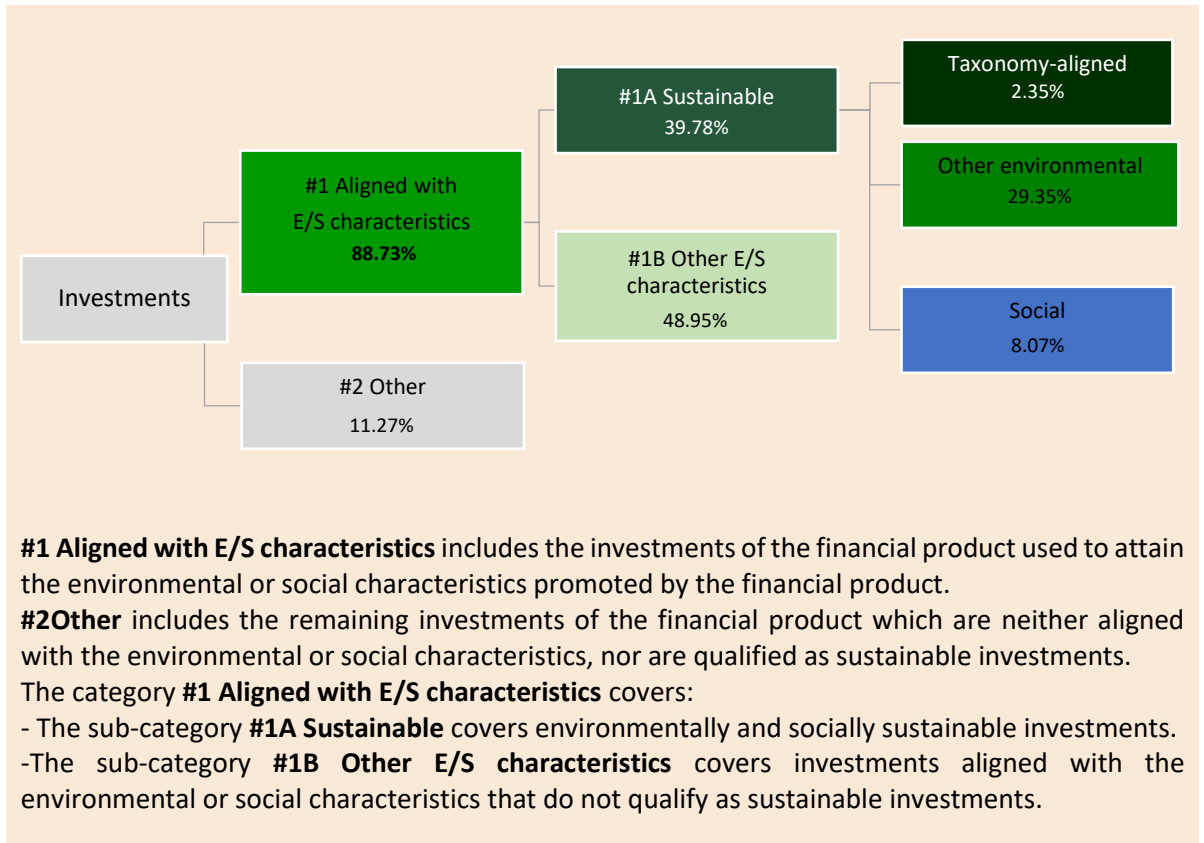 Investments
#1 Aligned with
E/S characteristics
88.73%
#2 Other
11.27%
#1A Sustainable
39.78%
#1B Other E/S
characteristics
48.95%
Taxonomy-aligned
2.35%
Other environmental
29.35%
Social
8.07%
#1 Aligned with E/S characteristics includes the investments of the financial product used to attain
the environmental or social characteristics promoted by the financial product.
#2Other includes the remaining investments of the financial product which are neither aligned
with the environmental or social characteristics, nor are qualified as sustainable investments.
The category #1 Aligned with E/S characteristics covers:
- The sub-category #1A Sustainable covers environmentally and socially sustainable investments.
-The sub-category #1B Other E/S characteristics covers investments aligned with the
environmental or social characteristics that do not qualify as sustainable investments.